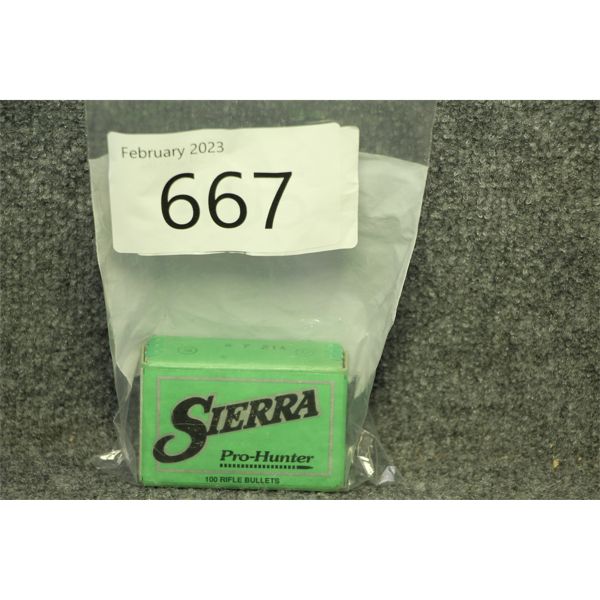 February 2023
667
SIERRA
Pro-Hunter
100 RIFLE BULLETS